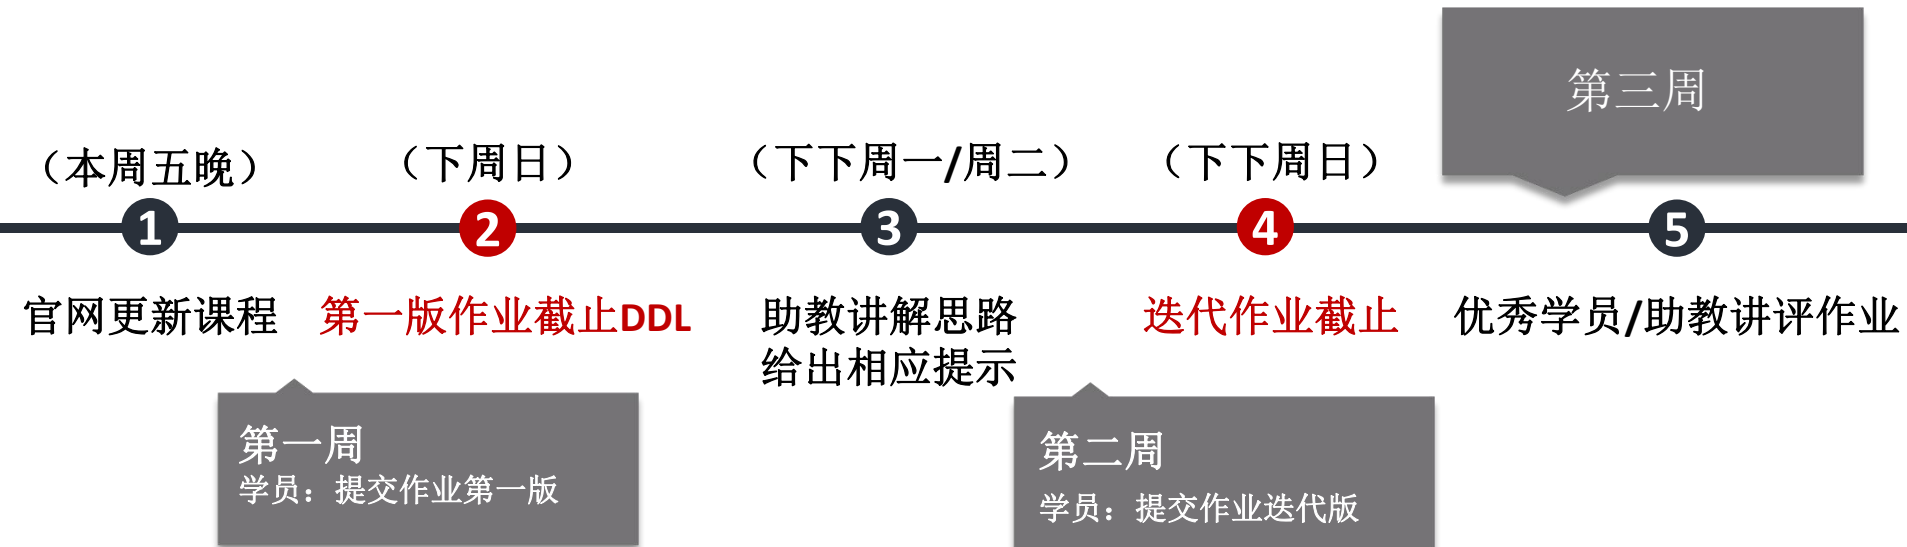 第三周
（本周五晚）
（下周日）
（下下周一/周二）
（下下周日）
1
2
3
4
5
官网更新课程
第一版作业截止DDL
助教讲解思路
给出相应提示
迭代作业截止
优秀学员/助教讲评作业
第一周
学员：提交作业第一版
第二周
学员：提交作业迭代版